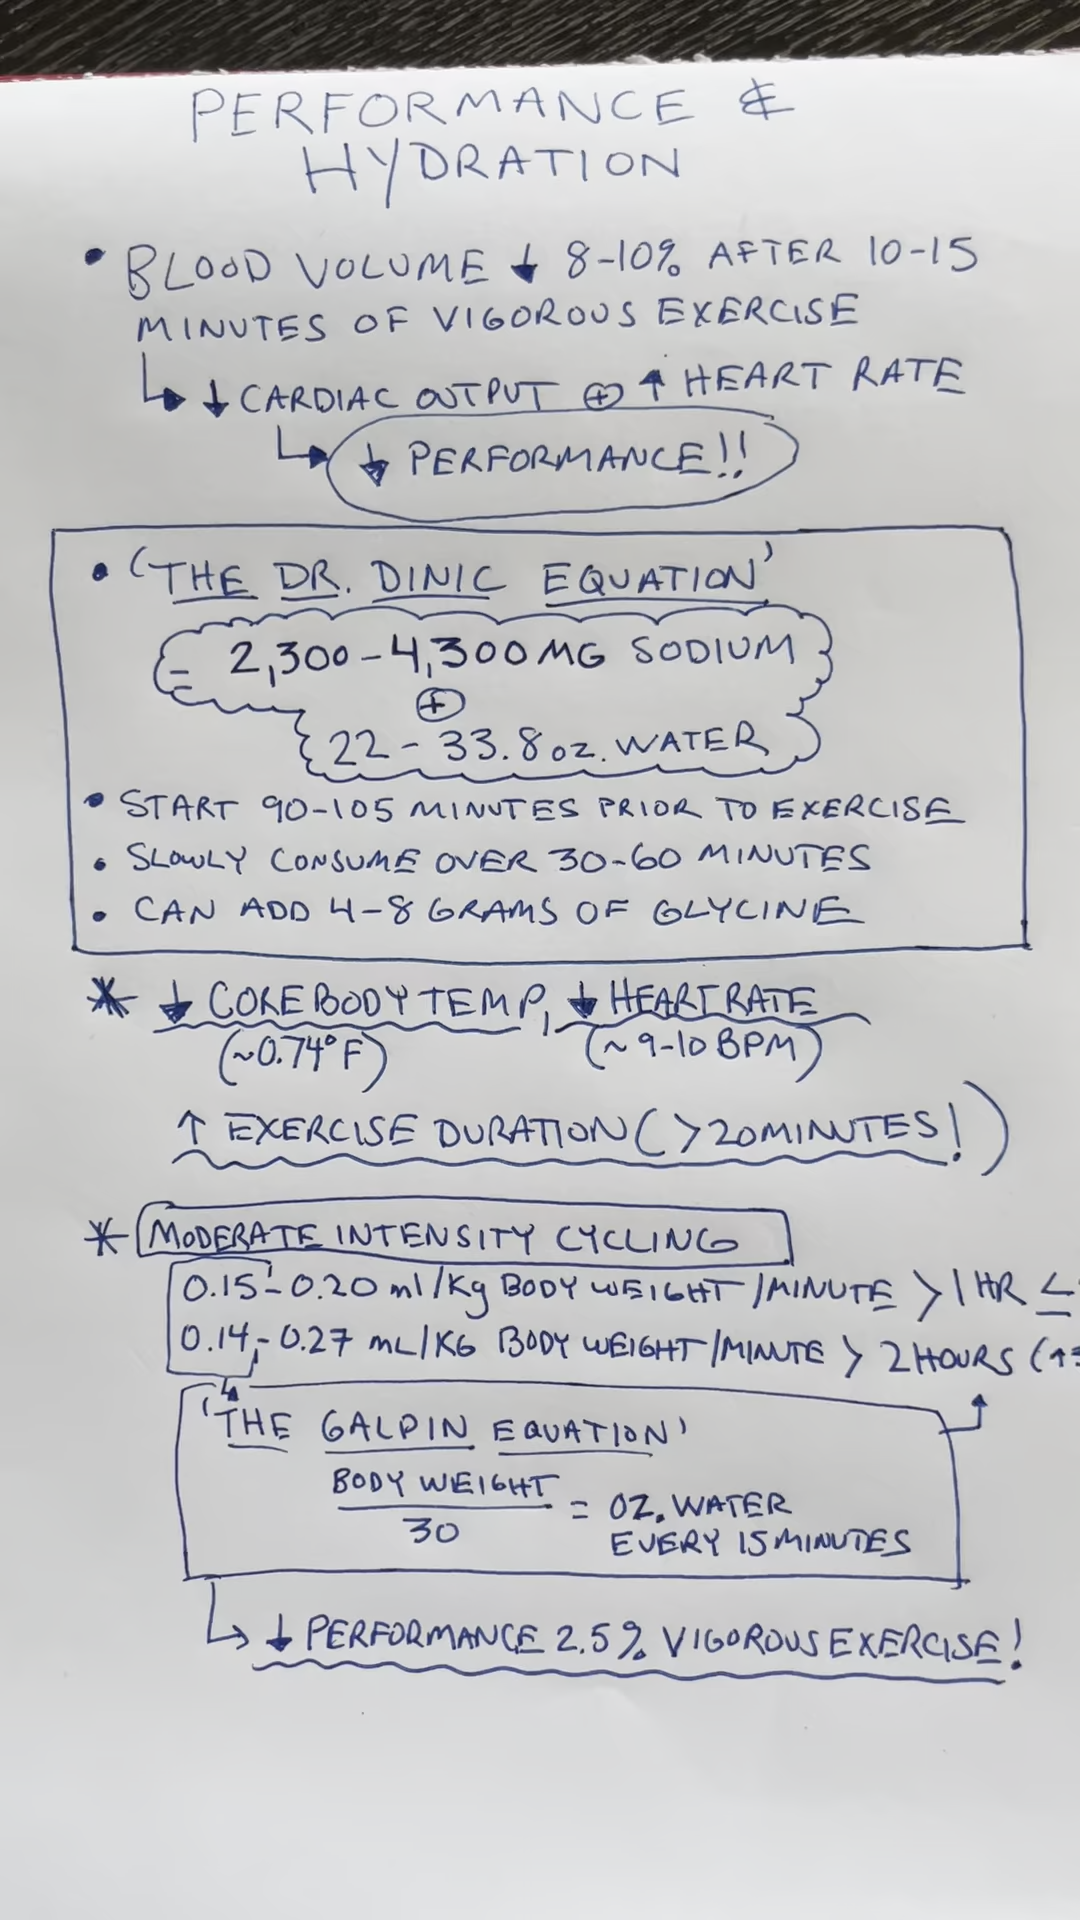 PERFORMANCE &
HYDRATION
• BLOOD VOLUME ↓ 8-10% AFTER 10-15
MINUTES OF VIGOROUS EXERCISE
↳ ↓ CARDIAC OUTPUT ⊕ ↑ HEART RATE
↳ ↓ PERFORMANCE!!
• 'THE DR. DINIC EQUATION'
= 2,300-4,300MG SODIUM
⊕
22-33.8 oz. WATER
• START 90-105 MINUTES PRIOR TO EXERCISE
• SLOWLY CONSUME OVER 30-60 MINUTES
• CAN ADD 4-8 GRAMS OF GLYCINE
* ↓ CORE BODY TEMP, ↓ HEART RATE
(~0.74°F) (~9-10 BPM)
↑ EXERCISE DURATION (>20 MINUTES!)
* MODERATE INTENSITY CYCLING
0.15-0.20 ml/Kg BODY WEIGHT/MINUTE > 1 HR ≤
0.14-0.27 mL/KG BODY WEIGHT/MINUTE > 2 HOURS (↑
'THE GALPIN EQUATION'
BODY WEIGHT
30
= OZ. WATER
EVERY 15 MINUTES
↳ ↓ PERFORMANCE 2.5% VIGOROUS EXERCISE!